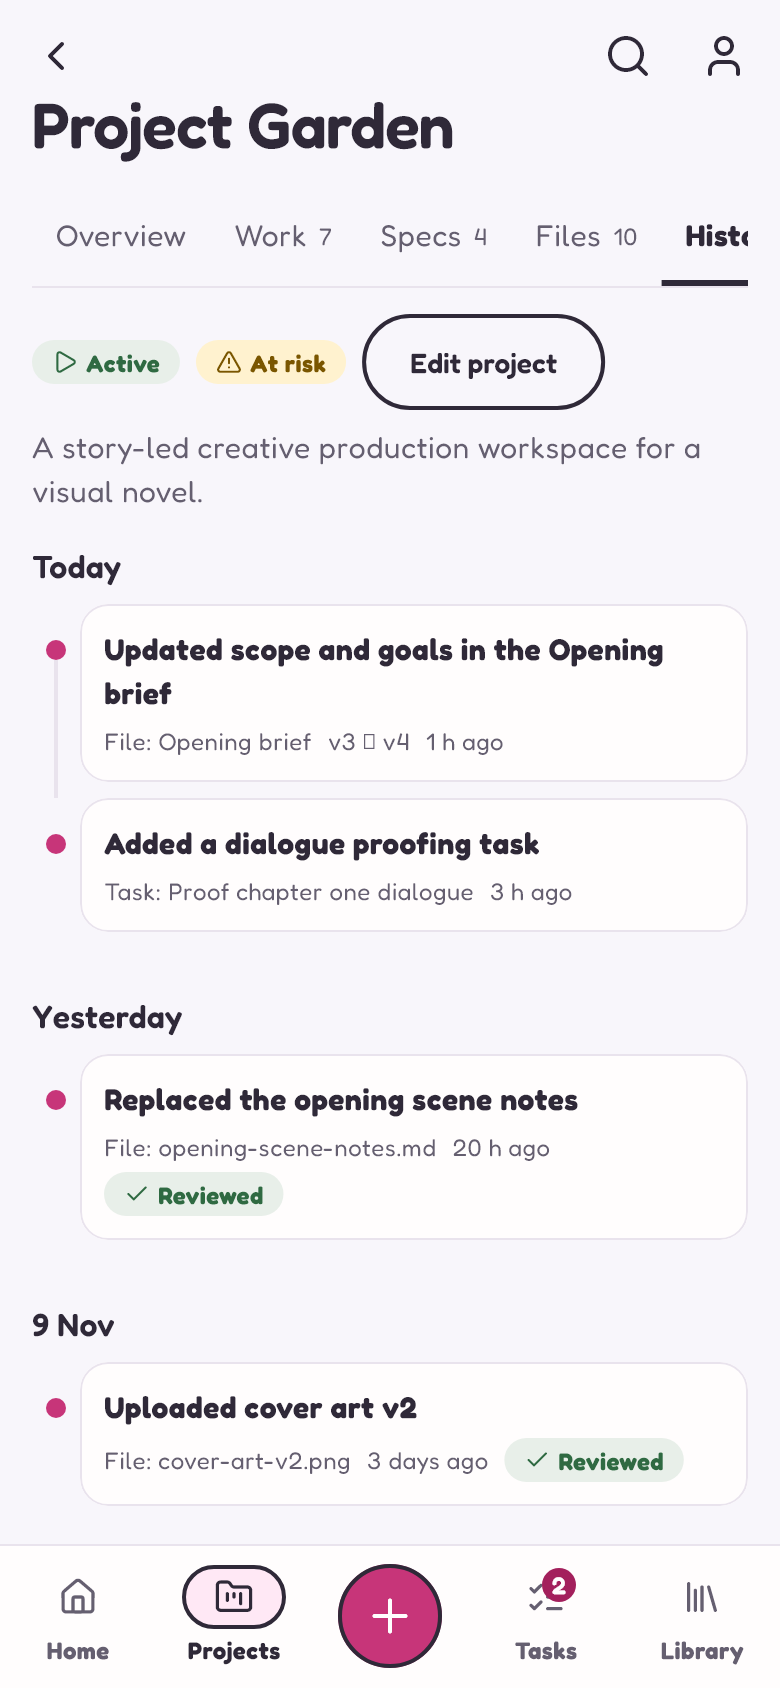 Project Garden
Overview Work 7 Specs 4 Files 10 Histo
Active At risk Edit project
A story-led creative production workspace for a
visual novel.
Today
Updated scope and goals in the Opening
brief
File: Opening brief v3 ▯ v4 1 h ago
Added a dialogue proofing task
Task: Proof chapter one dialogue 3 h ago
Yesterday
Replaced the opening scene notes
File: opening-scene-notes.md 20 h ago
Reviewed
9 Nov
Uploaded cover art v2
File: cover-art-v2.png 3 days ago Reviewed
2
Home Projects Tasks Library